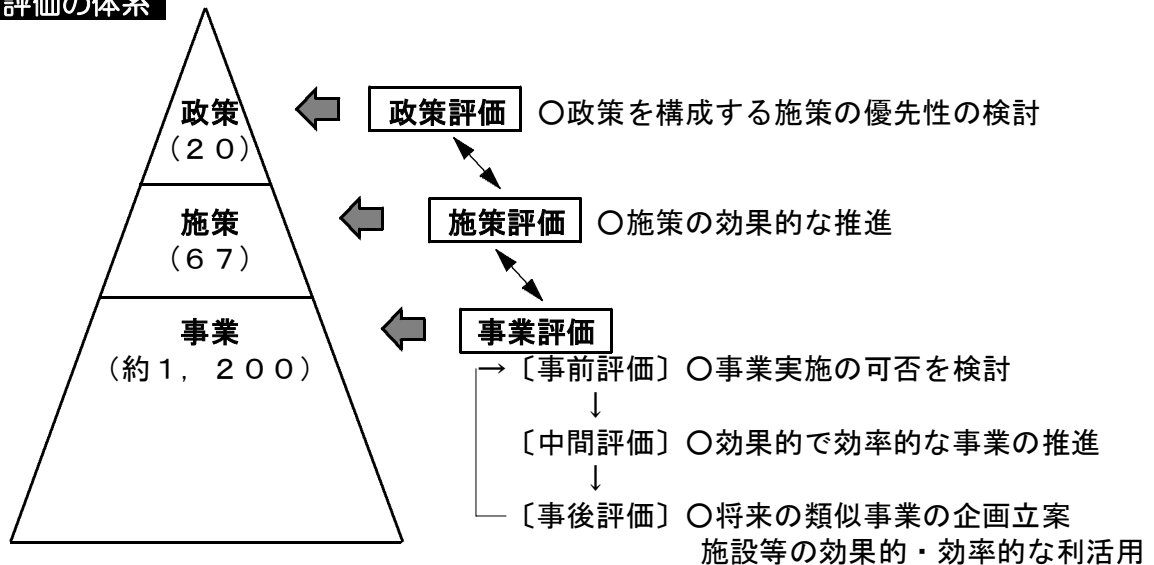 評価の体系
政策
(20)
政策評価 ○政策を構成する施策の優先性の検討
施策
(67)
施策評価 ○施策の効果的な推進
事業
(約1,200)
事業評価
→〔事前評価〕○事業実施の可否を検討
↓
〔中間評価〕○効果的で効率的な事業の推進
↓
〔事後評価〕○将来の類似事業の企画立案
施設等の効果的・効率的な利活用